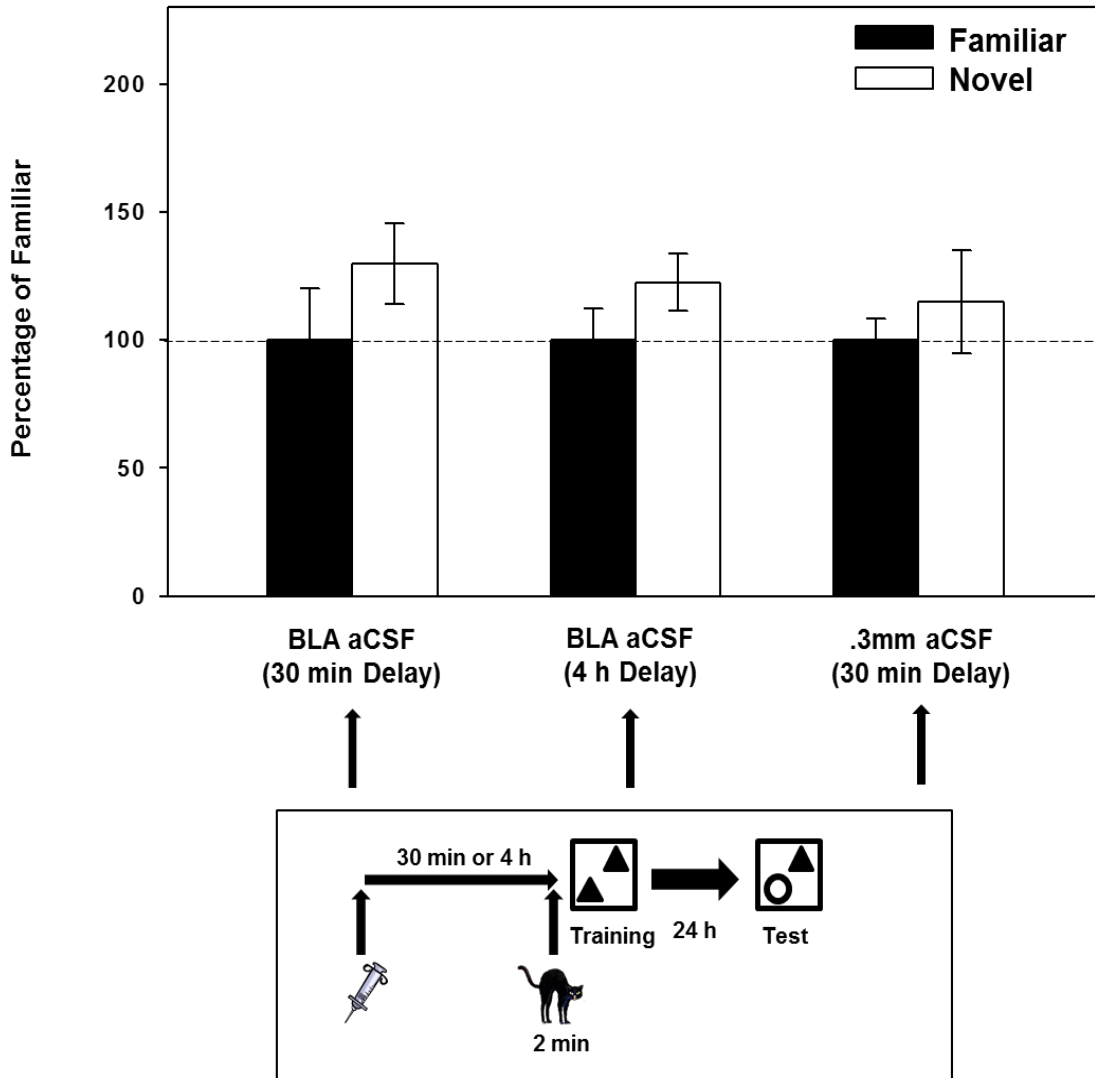 Familiar
Novel
Percentage of Familiar
200
150
100
50
0
BLA aCSF
(30 min Delay)
BLA aCSF
(4 h Delay)
.3mm aCSF
(30 min Delay)
30 min or 4 h
Training
24 h
Test
2 min